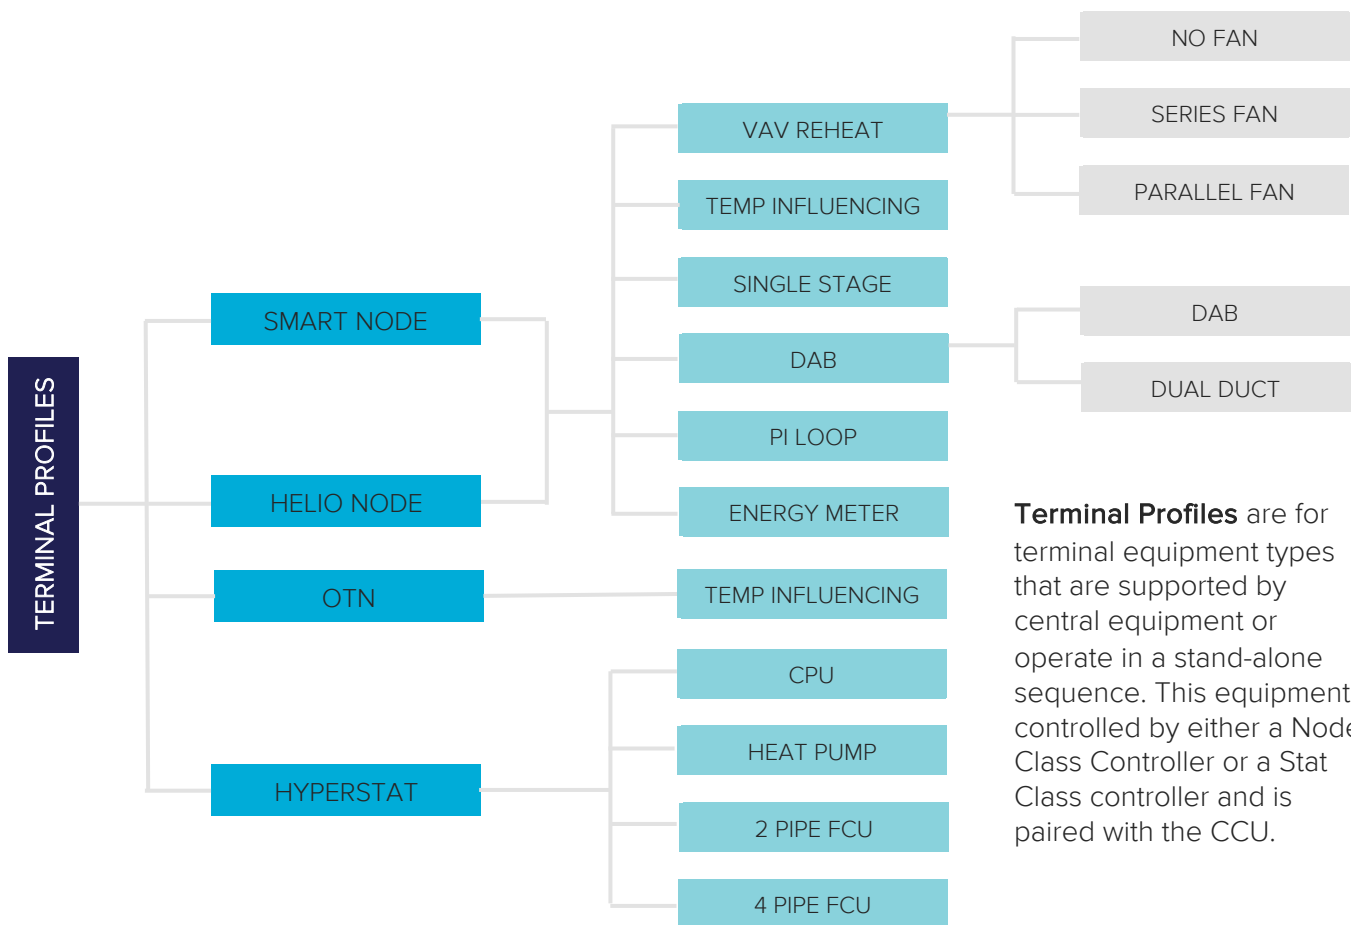 TERMINAL PROFILES
SMART NODE
HELIO NODE
OTN
HYPERSTAT
VAV REHEAT
TEMP INFLUENCING
SINGLE STAGE
DAB
PI LOOP
ENERGY METER
TEMP INFLUENCING
CPU
HEAT PUMP
2 PIPE FCU
4 PIPE FCU
NO FAN
SERIES FAN
PARALLEL FAN
DAB
DUAL DUCT
Terminal Profiles are for
terminal equipment types
that are supported by
central equipment or
operate in a stand-alone
sequence. This equipment
controlled by either a Node
Class Controller or a Stat
Class controller and is
paired with the CCU.